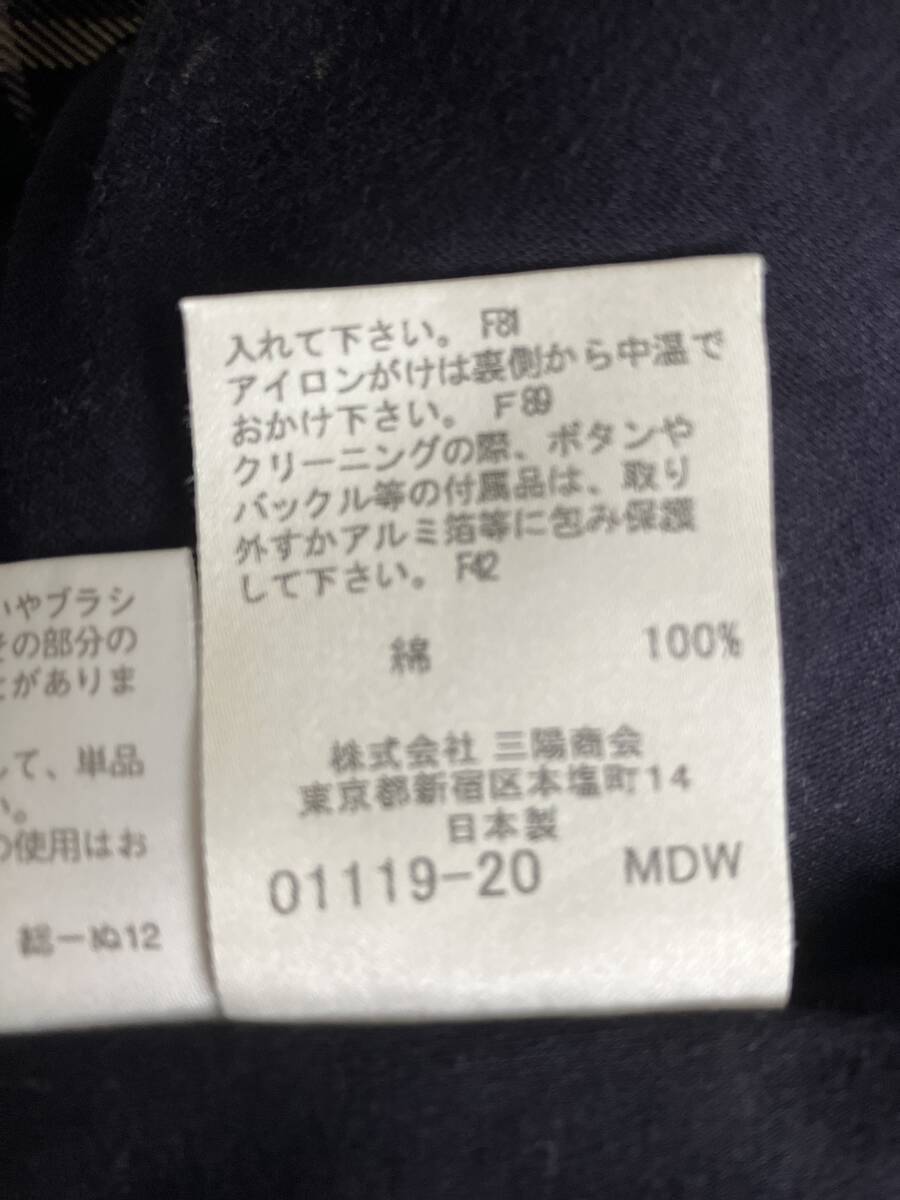 入れて下さい。 F81
アイロンがけは裏側から中温で
おかけ下さい。 F89
クリーニングの際、ボタンや
バックル等の付属品は、取り
外すかアルミ箔等に包み保護
して下さい。 F42
綿 100%
株式会社 三陽商会
東京都新宿区本塩町14
日本製
01119-20 MDW
いやブラシ
その部分の
とがありま
して、単品
い。
の使用はお
総ーぬ12